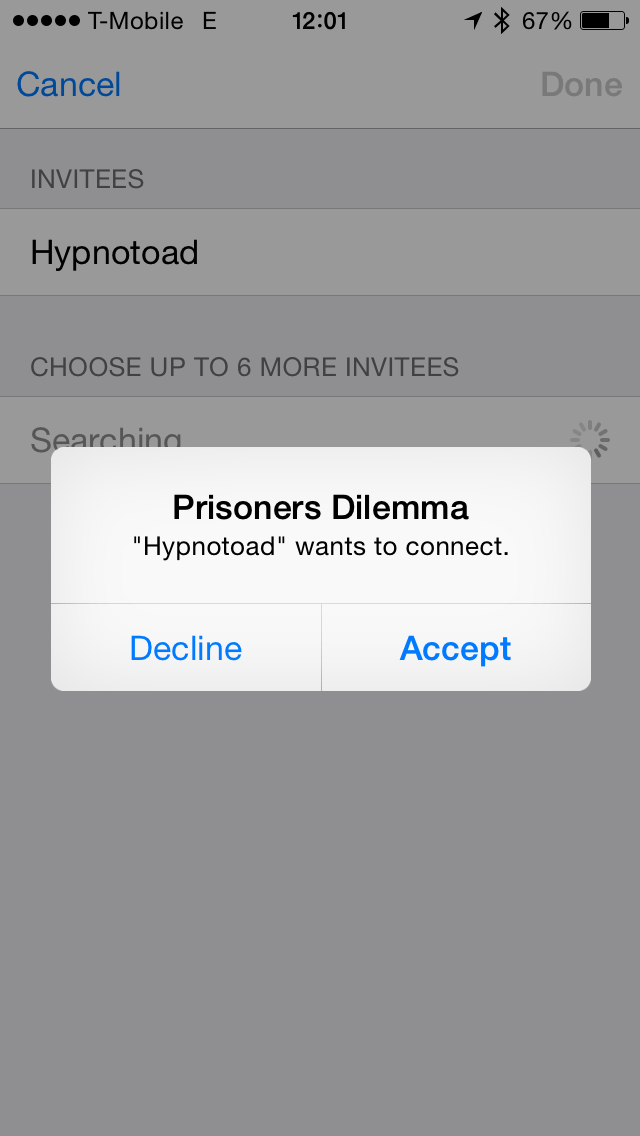 T-Mobile E 12:01 67%
Cancel Done
INVITEES
Hypnotoad
CHOOSE UP TO 6 MORE INVITEES
Searching
Prisoners Dilemma
"Hypnotoad" wants to connect.
Decline Accept